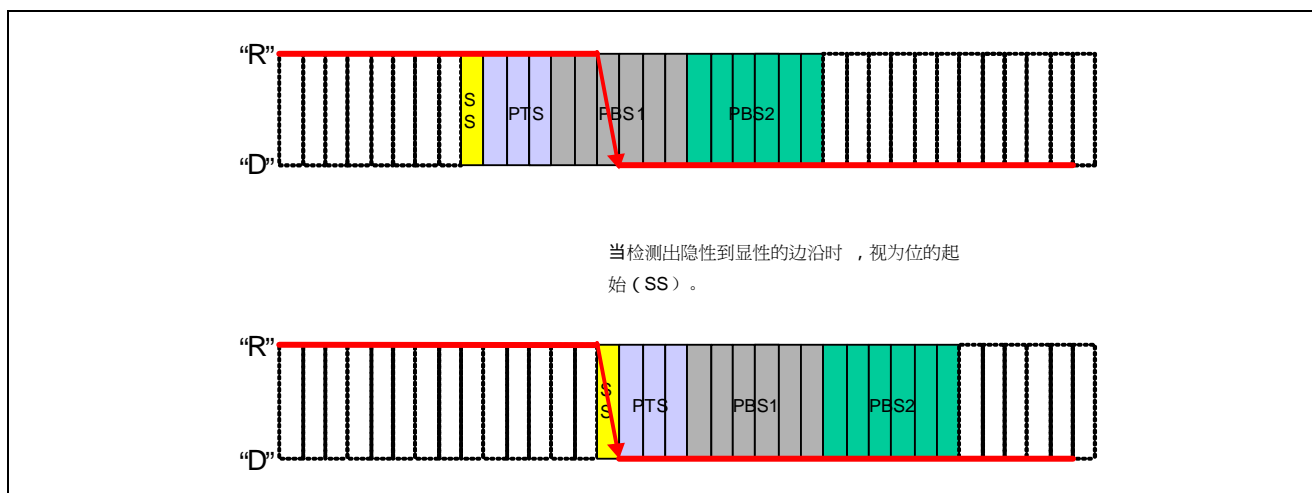 “R”
S
S
PTS
PBS1
PBS2
“D”
当检测出隐性到显性的边沿时 ，视为位的起
始（SS）。
“R”
S
S
PTS
PBS1
PBS2
“D”